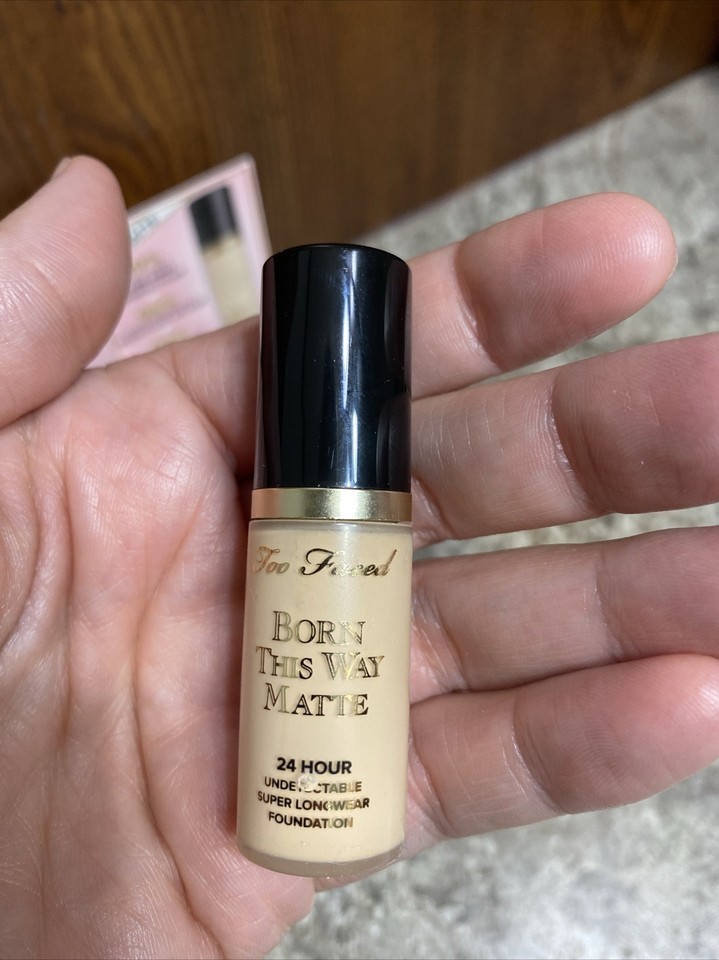 Too Faced
BORN
THIS WAY
MATTE
24 HOUR
UNDETECTABLE
SUPER LONGWEAR
FOUNDATION